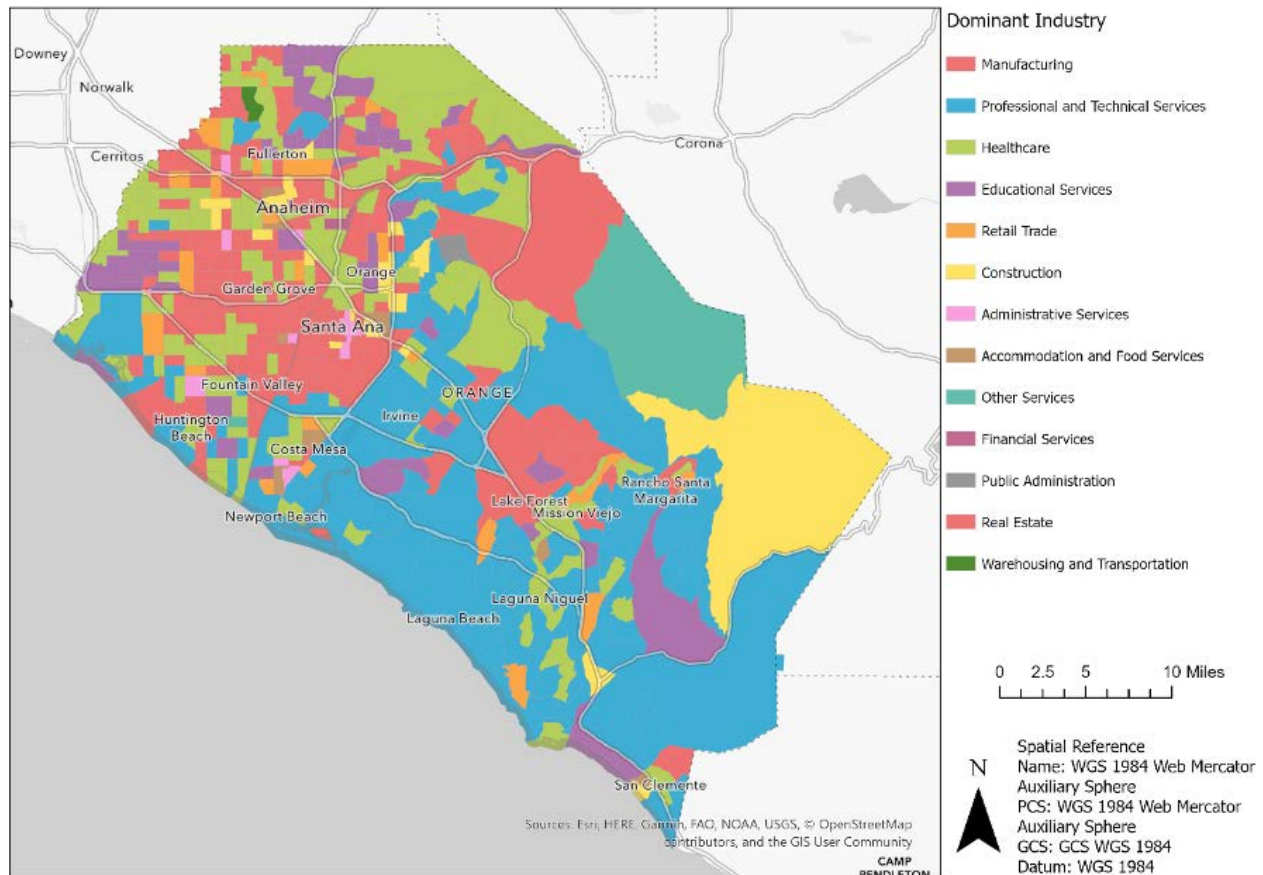 Downey
Norwalk
Cerritos
Fullerton
Corona
Anaheim
Orange
Garden Grove
Santa Ana
Fountain Valley
ORANGE
Irvine
Huntington
Beach
Costa Mesa
Rancho Santa
Margarita
Lake Forest
Mission Viejo
Newport Beach
Laguna Niguel
Laguna Beach
San Clemente
Sources: Esri, HERE, Garmin, FAO, NOAA, USGS, © OpenStreetMap
contributors, and the GIS User Community
CAMP
PENDLETON
Dominant Industry
Manufacturing
Professional and Technical Services
Healthcare
Educational Services
Retail Trade
Construction
Administrative Services
Accommodation and Food Services
Other Services
Financial Services
Public Administration
Real Estate
Warehousing and Transportation
0 2.5 5 10 Miles
N
Spatial Reference
Name: WGS 1984 Web Mercator
Auxiliary Sphere
PCS: WGS 1984 Web Mercator
Auxiliary Sphere
GCS: GCS WGS 1984
Datum: WGS 1984